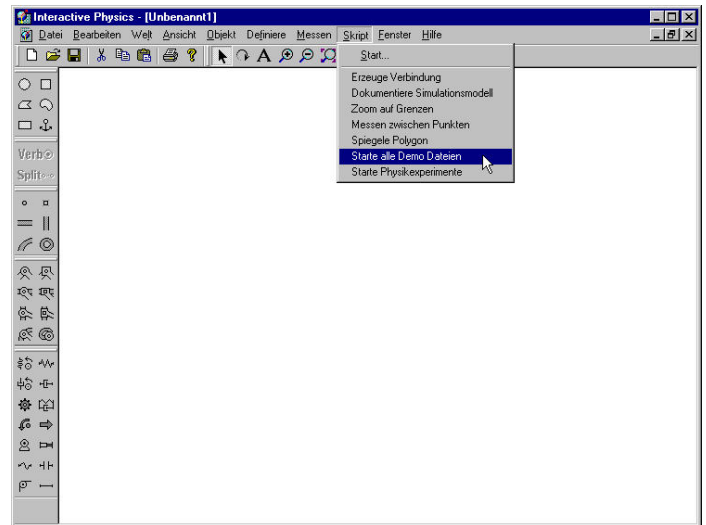 Interactive Physics - [Unbenannt1]
Datei Bearbeiten Welt Ansicht Objekt Definiere Messen Skript Fenster Hilfe
A
Start...
Erzeuge Verbindung
Dokumentiere Simulationsmodell
Zoom auf Grenzen
Messen zwischen Punkten
Spiegele Polygon
Starte alle Demo Dateien
Starte Physikexperimente
Verb
Split